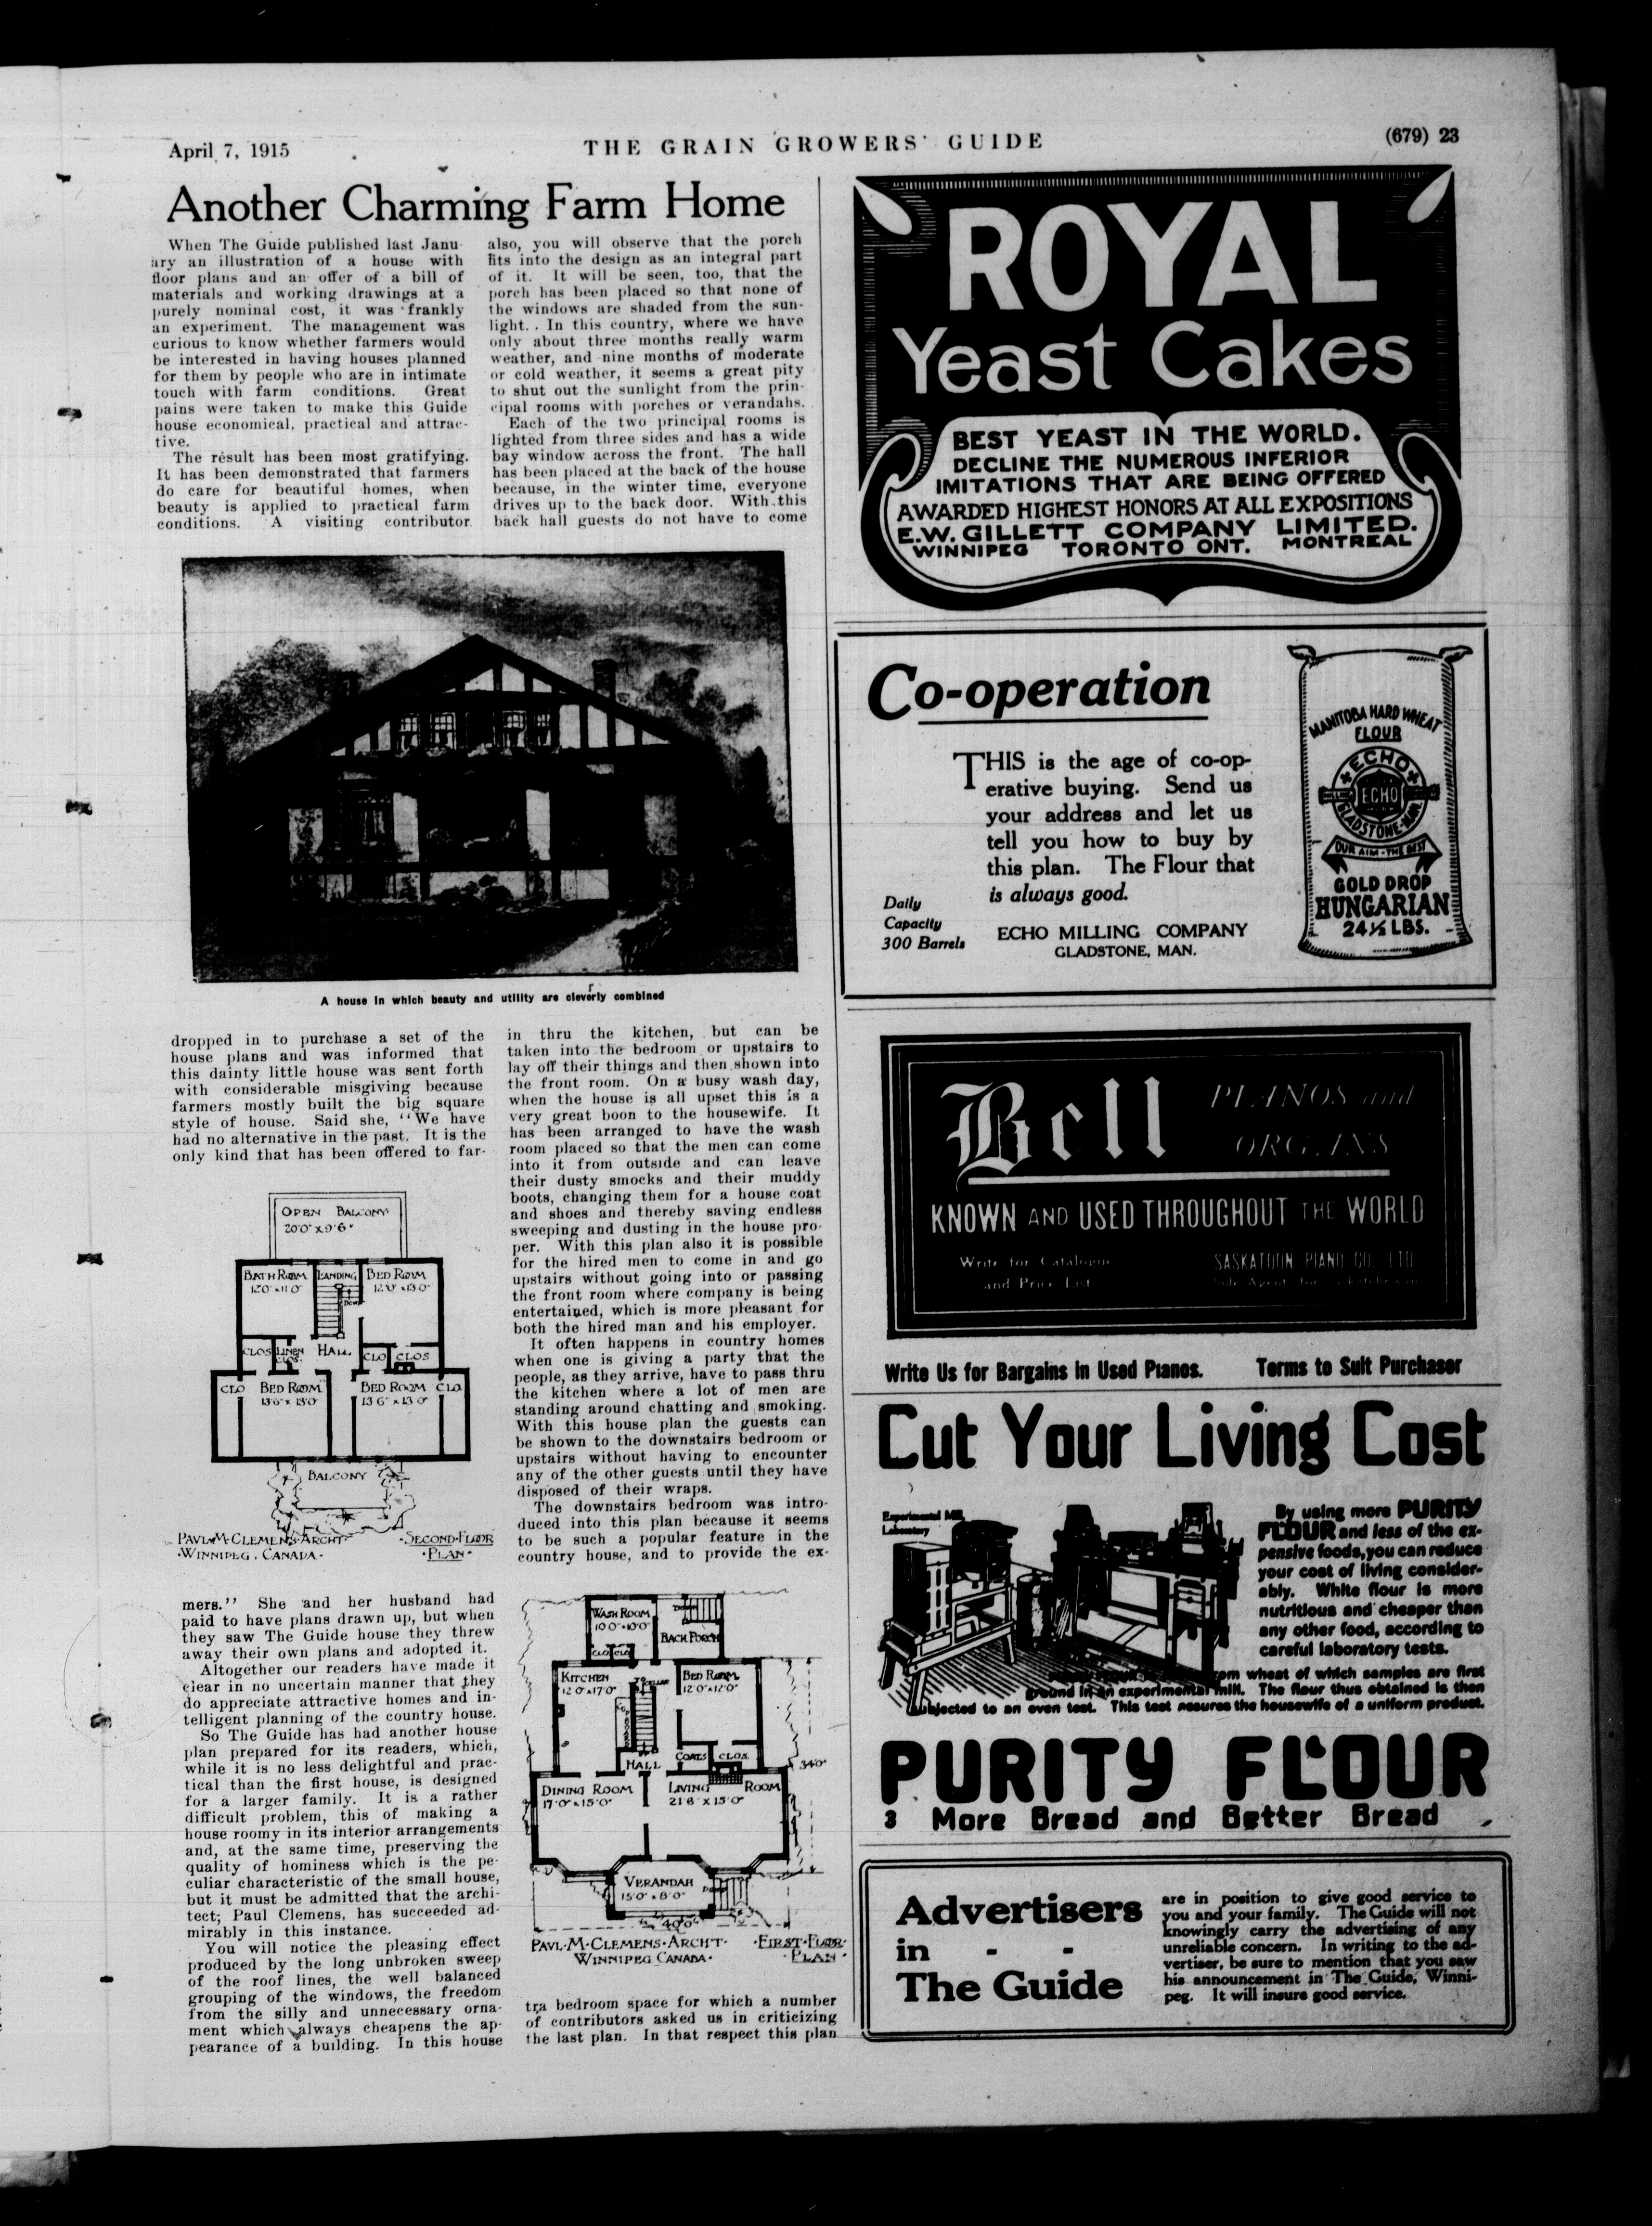 April 7, 1915
THE GRAIN GROWERS' GUIDE
(679) 23
Another Charming Farm Home
When The Guide published last Janu-
ary an illustration of a house with
floor plans and an offer of a bill of
materials and working drawings at a
purely nominal cost, it was frankly
an experiment. The management was
curious to know whether farmers would
be interested in having houses planned
for them by people who are in intimate
touch with farm conditions. Great
pains were taken to make this Guide
house economical, practical and attrac-
tive.
The result has been most gratifying.
It has been demonstrated that farmers
do care for beautiful homes, when
beauty is applied to practical farm
conditions. A visiting contributor
also, you will observe that the porch
fits into the design as an integral part
of it. It will be seen, too, that the
porch has been placed so that none of
the windows are shaded from the sun-
light. In this country, where we have
only about three months really warm
weather, and nine months of moderate
or cold weather, it seems a great pity
to shut out the sunlight from the prin-
cipal rooms with porches or verandahs.
Each of the two principal rooms is
lighted from three sides and has a wide
bay window across the front. The hall
has been placed at the back of the house
because, in the winter time, everyone
drives up to the back door. With this
back hall guests do not have to come
A house in which beauty and utility are cleverly combined
dropped in to purchase a set of the
house plans and was informed that
this dainty little house was sent forth
with considerable misgiving because
farmers mostly built the big square
style of house. Said she, "We have
had no alternative in the past. It is the
only kind that has been offered to far-
OPEN BALCONY
20'0" x 9'6"
BATH ROOM
12'0" x 11'0"
LANDING
DOWN
BED ROOM
12'0" x 13'0"
CLOS
LINEN
CLOS.
HALL
CLO
CLOS
CLO
BED ROOM
13'6" x 13'0"
BED ROOM
13'6" x 13'0"
CLO
BALCONY
PAVL·M·CLEMENS·ARCHT
·WINNIPEG, CANADA·
·SECOND·FLOOR
·PLAN·
mers." She and her husband had
paid to have plans drawn up, but when
they saw The Guide house they threw
away their own plans and adopted it.
Altogether our readers have made it
clear in no uncertain manner that they
do appreciate attractive homes and in-
telligent planning of the country house.
So The Guide has had another house
plan prepared for its readers, which,
while it is no less delightful and prac-
tical than the first house, is designed
for a larger family. It is a rather
difficult problem, this of making a
house roomy in its interior arrangements
and, at the same time, preserving the
quality of hominess which is the pe-
culiar characteristic of the small house,
but it must be admitted that the archi-
tect; Paul Clemens, has succeeded ad-
mirably in this instance.
You will notice the pleasing effect
produced by the long unbroken sweep
of the roof lines, the well balanced
grouping of the windows, the freedom
from the silly and unnecessary orna-
ment which always cheapens the ap-
pearance of a building. In this house
in thru the kitchen, but can be
taken into the bedroom or upstairs to
lay off their things and then shown into
the front room. On a busy wash day,
when the house is all upset this is a
very great boon to the housewife. It
has been arranged to have the wash
room placed so that the men can come
into it from outside and can leave
their dusty smocks and their muddy
boots, changing them for a house coat
and shoes and thereby saving endless
sweeping and dusting in the house pro-
per. With this plan also it is possible
for the hired men to come in and go
upstairs without going into or passing
the front room where company is being
entertained, which is more pleasant for
both the hired man and his employer.
It often happens in country homes
when one is giving a party that the
people, as they arrive, have to pass thru
the kitchen where a lot of men are
standing around chatting and smoking.
With this house plan the guests can
be shown to the downstairs bedroom or
upstairs without having to encounter
any of the other guests until they have
disposed of their wraps.
The downstairs bedroom was intro-
duced into this plan because it seems
to be such a popular feature in the
country house, and to provide the ex-
WASH ROOM
10'0" x 10'0"
DOWN
BACK PORCH
CLO CLO
KITCHEN
12'0" x 17'0"
TO CELLAR
BED ROOM
12'0" x 12'0"
HALL
COATS
CLOS.
34'0"
DINING ROOM
17'0" x 15'0"
LIVING ROOM
21'6" x 15'0"
VERANDAH
15'0" x 8'0"
40'0"
PAVL·M·CLEMENS·ARCH'T·
WINNIPEG CANADA·
·FIRST·FLOOR·
·PLAN·
tra bedroom space for which a number
of contributors asked us in criticizing
the last plan. In that respect this plan
ROYAL
Yeast Cakes
BEST YEAST IN THE WORLD.
DECLINE THE NUMEROUS INFERIOR
IMITATIONS THAT ARE BEING OFFERED
AWARDED HIGHEST HONORS AT ALL EXPOSITIONS
E.W. GILLETT COMPANY LIMITED.
WINNIPEG TORONTO ONT. MONTREAL
Co-operation
THIS is the age of co-op-
erative buying. Send us
your address and let us
tell you how to buy by
this plan. The Flour that
is always good.
Daily
Capacity
300 Barrels
ECHO MILLING COMPANY
GLADSTONE, MAN.
MANITOBA HARD WHEAT
FLOUR
ECHO
ECHO
GLADSTONE·MAN
OUR AIM - THE BEST
GOLD DROP
HUNGARIAN
24½ LBS.
Bell PIANOS and
ORGANS
KNOWN AND USED THROUGHOUT THE WORLD
Write for Catalogue
and Price List
SASKATOON PIANO CO., LTD.
Sole Agents for Saskatchewan
Write Us for Bargains in Used Pianos. Terms to Suit Purchaser
Cut Your Living Cost
Experimental Mill
Laboratory
By using more PURITY
FLOUR and less of the ex-
pensive foods, you can reduce
your cost of living consider-
ably. White flour is more
nutritious and cheaper than
any other food, according to
careful laboratory tests.
from wheat of which samples are first
ground in an experimental mill. The flour thus obtained is then
subjected to an oven test. This test assures the housewife of a uniform product.
PURITY FLOUR
3 More Bread and Better Bread
Advertisers
in - -
The Guide
are in position to give good service to
you and your family. The Guide will not
knowingly carry the advertising of any
unreliable concern. In writing to the ad-
vertiser, be sure to mention that you saw
his announcement in The Guide, Winni-
peg. It will insure good service.